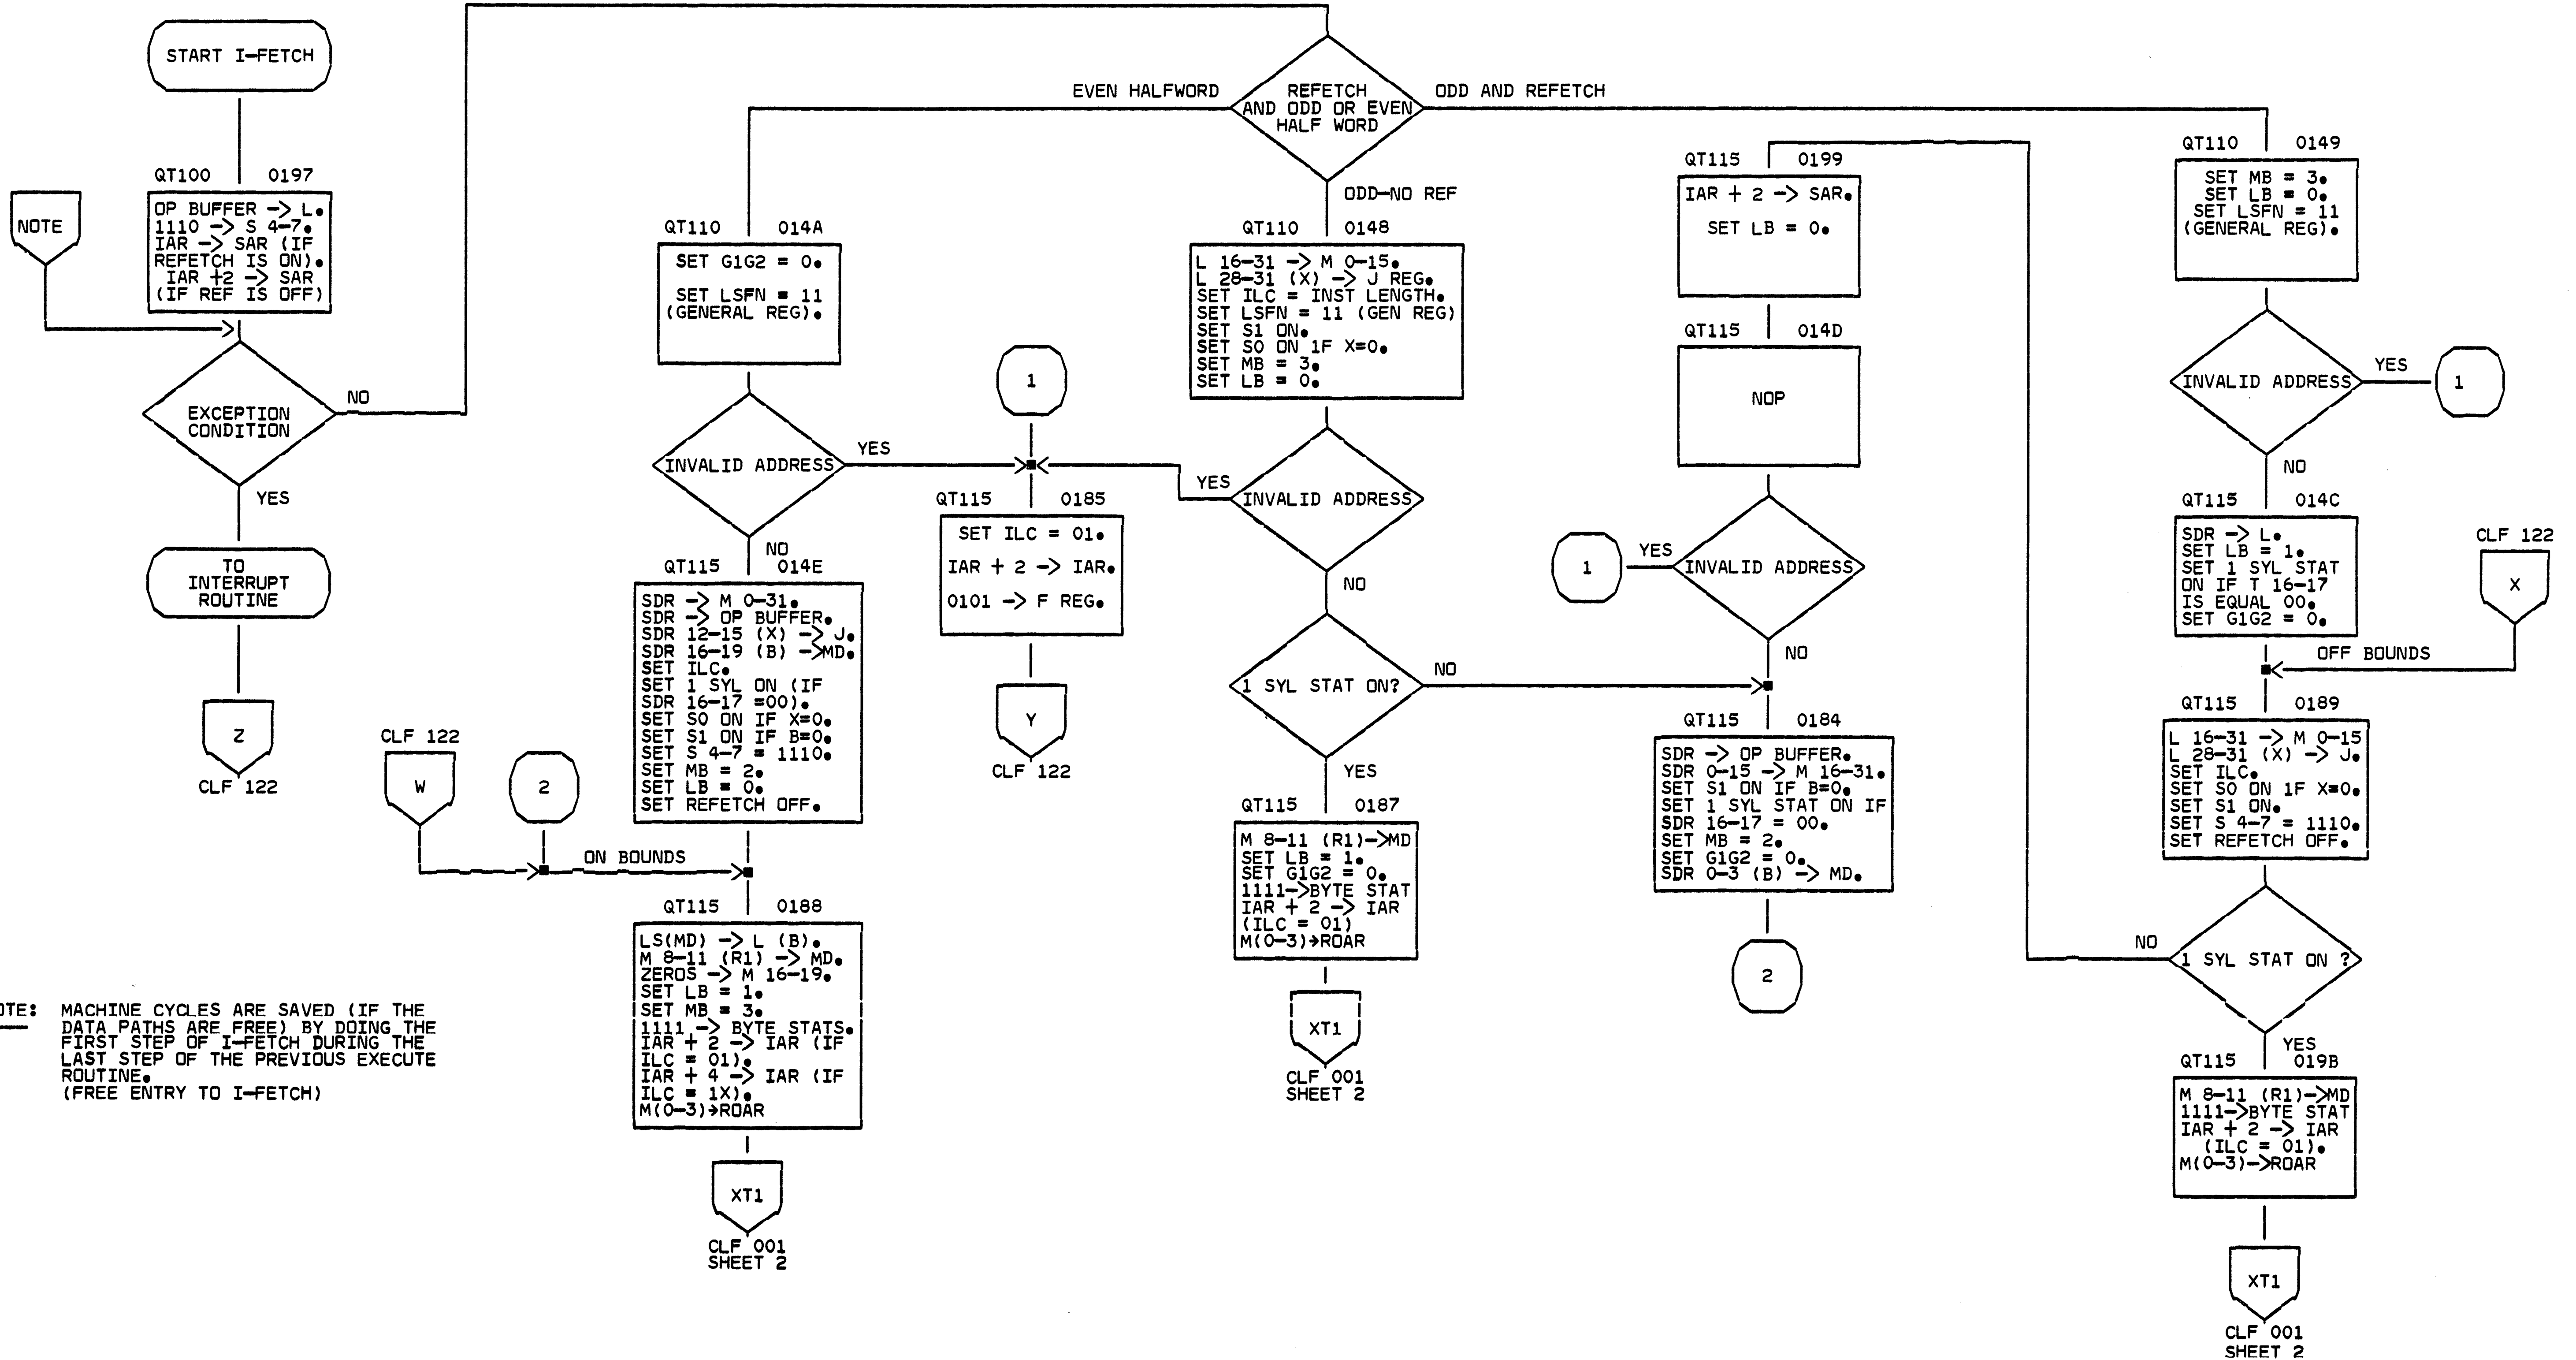 START I-FETCH
QT100 0197
OP BUFFER -> L.
1110 -> S 4-7.
IAR -> SAR (IF
REFETCH IS ON).
IAR +2 -> SAR
(IF REF IS OFF)
NOTE
EXCEPTION
CONDITION
NO
YES
TO
INTERRUPT
ROUTINE
Z
CLF 122
OTE: MACHINE CYCLES ARE SAVED (IF THE
DATA PATHS ARE FREE) BY DOING THE
FIRST STEP OF I-FETCH DURING THE
LAST STEP OF THE PREVIOUS EXECUTE
ROUTINE.
(FREE ENTRY TO I-FETCH)
REFETCH
AND ODD OR EVEN
HALF WORD
EVEN HALFWORD
ODD AND REFETCH
ODD-NO REF
QT110 014A
SET G1G2 = 0.
SET LSFN = 11
(GENERAL REG).
INVALID ADDRESS
YES
NO
QT115 014E
SDR -> M 0-31.
SDR -> OP BUFFER.
SDR 12-15 (X) -> J.
SDR 16-19 (B) ->MD.
SET ILC.
SET 1 SYL ON (IF
SDR 16-17 =00).
SET S0 ON IF X=0.
SET S1 ON IF B=0.
SET S 4-7 = 1110.
SET MB = 2.
SET LB = 0.
SET REFETCH OFF.
CLF 122
W
2
ON BOUNDS
QT115 0188
LS(MD) -> L (B).
M 8-11 (R1) -> MD.
ZEROS -> M 16-19.
SET LB = 1.
SET MB = 3.
1111 -> BYTE STATS.
IAR + 2 -> IAR (IF
ILC = 01).
IAR + 4 -> IAR (IF
ILC = 1X).
M(0-3)→ROAR
XT1
CLF 001
SHEET 2
1
QT115 0185
SET ILC = 01.
IAR + 2 -> IAR.
0101 -> F REG.
Y
CLF 122
QT110 0148
L 16-31 -> M 0-15.
L 28-31 (X) -> J REG.
SET ILC = INST LENGTH.
SET LSFN = 11 (GEN REG)
SET S1 ON.
SET S0 ON 1F X=0.
SET MB = 3.
SET LB = 0.
YES
INVALID ADDRESS
NO
1 SYL STAT ON?
NO
YES
QT115 0187
M 8-11 (R1)->MD
SET LB = 1.
SET G1G2 = 0.
1111->BYTE STAT
IAR + 2 -> IAR
(ILC = 01)
M(0-3)→ROAR
XT1
CLF 001
SHEET 2
QT115 0199
IAR + 2 -> SAR.
SET LB = 0.
QT115 014D
NOP
1
YES
INVALID ADDRESS
NO
QT115 0184
SDR -> OP BUFFER.
SDR 0-15 -> M 16-31.
SET S1 ON IF B=0.
SET 1 SYL STAT ON IF
SDR 16-17 = 00.
SET MB = 2.
SET G1G2 = 0.
SDR 0-3 (B) -> MD.
2
QT110 0149
SET MB = 3.
SET LB = 0.
SET LSFN = 11
(GENERAL REG).
INVALID ADDRESS
YES
1
NO
QT115 014C
SDR -> L.
SET LB = 1.
SET 1 SYL STAT
ON IF T 16-17
IS EQUAL 00.
SET G1G2 = 0.
CLF 122
X
OFF BOUNDS
QT115 0189
L 16-31 -> M 0-15
L 28-31 (X) -> J.
SET ILC.
SET S0 ON 1F X=0.
SET S1 ON.
SET S 4-7 = 1110.
SET REFETCH OFF.
NO
1 SYL STAT ON ?
YES
QT115 019B
M 8-11 (R1)->MD
1111->BYTE STAT
IAR + 2 -> IAR
(ILC = 01).
M(0-3)->ROAR
XT1
CLF 001
SHEET 2